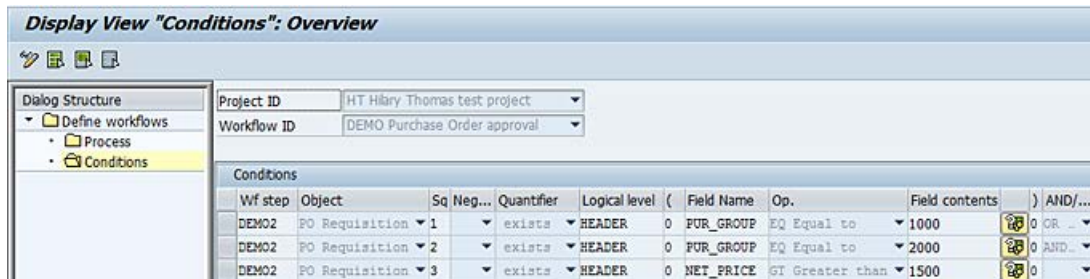 Display View "Conditions": Overview
Dialog Structure
Define workflows
Process
Conditions
Project ID HT Hilary Thomas test project
Workflow ID DEMO Purchase Order approval
Conditions
Wf step Object Sq Neg... Quantifier Logical level ( Field Name Op. Field contents ) AND/...
DEMO2 PO Requisition 1 exists HEADER 0 PUR_GROUP EQ Equal to 1000 0 OR ..
DEMO2 PO Requisition 2 exists HEADER 0 PUR_GROUP EQ Equal to 2000 0 AND..
DEMO2 PO Requisition 3 exists HEADER 0 NET_PRICE GT Greater than 1500 0